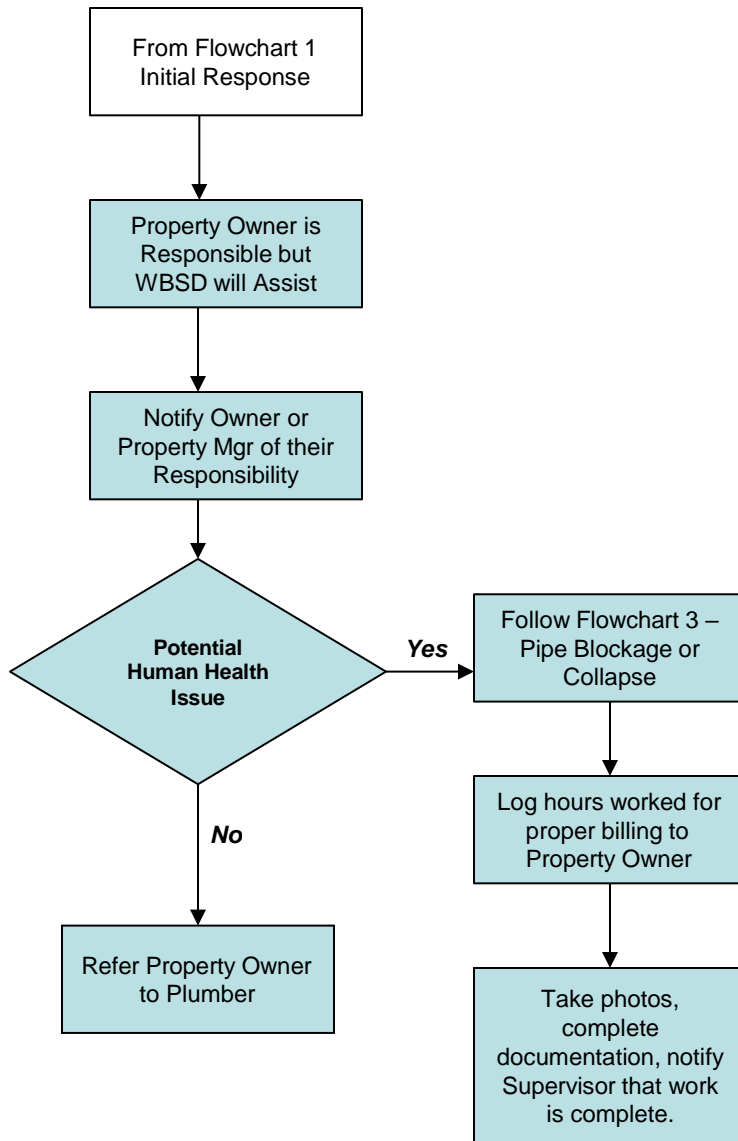 From Flowchart 1
Initial Response
Property Owner is
Responsible but
WBSD will Assist
Notify Owner or
Property Mgr of their
Responsibility
Potential
Human Health
Issue
Yes
Follow Flowchart 3 –
Pipe Blockage or
Collapse
Log hours worked for
proper billing to
Property Owner
Take photos,
complete
documentation, notify
Supervisor that work
is complete.
No
Refer Property Owner
to Plumber